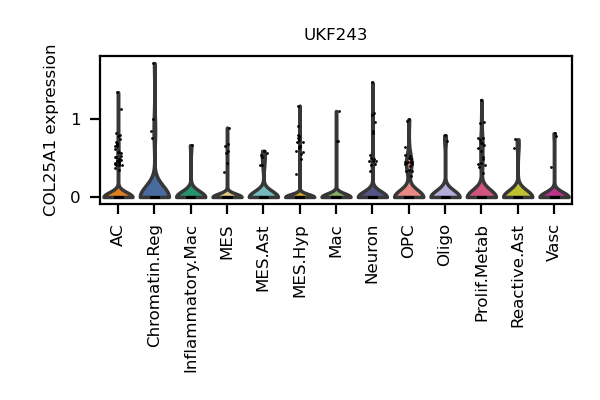 UKF243
COL25A1 expression
1
0
AC
Chromatin.Reg
Inflammatory.Mac
MES
MES.Ast
MES.Hyp
Mac
Neuron
OPC
Oligo
Prolif.Metab
Reactive.Ast
Vasc